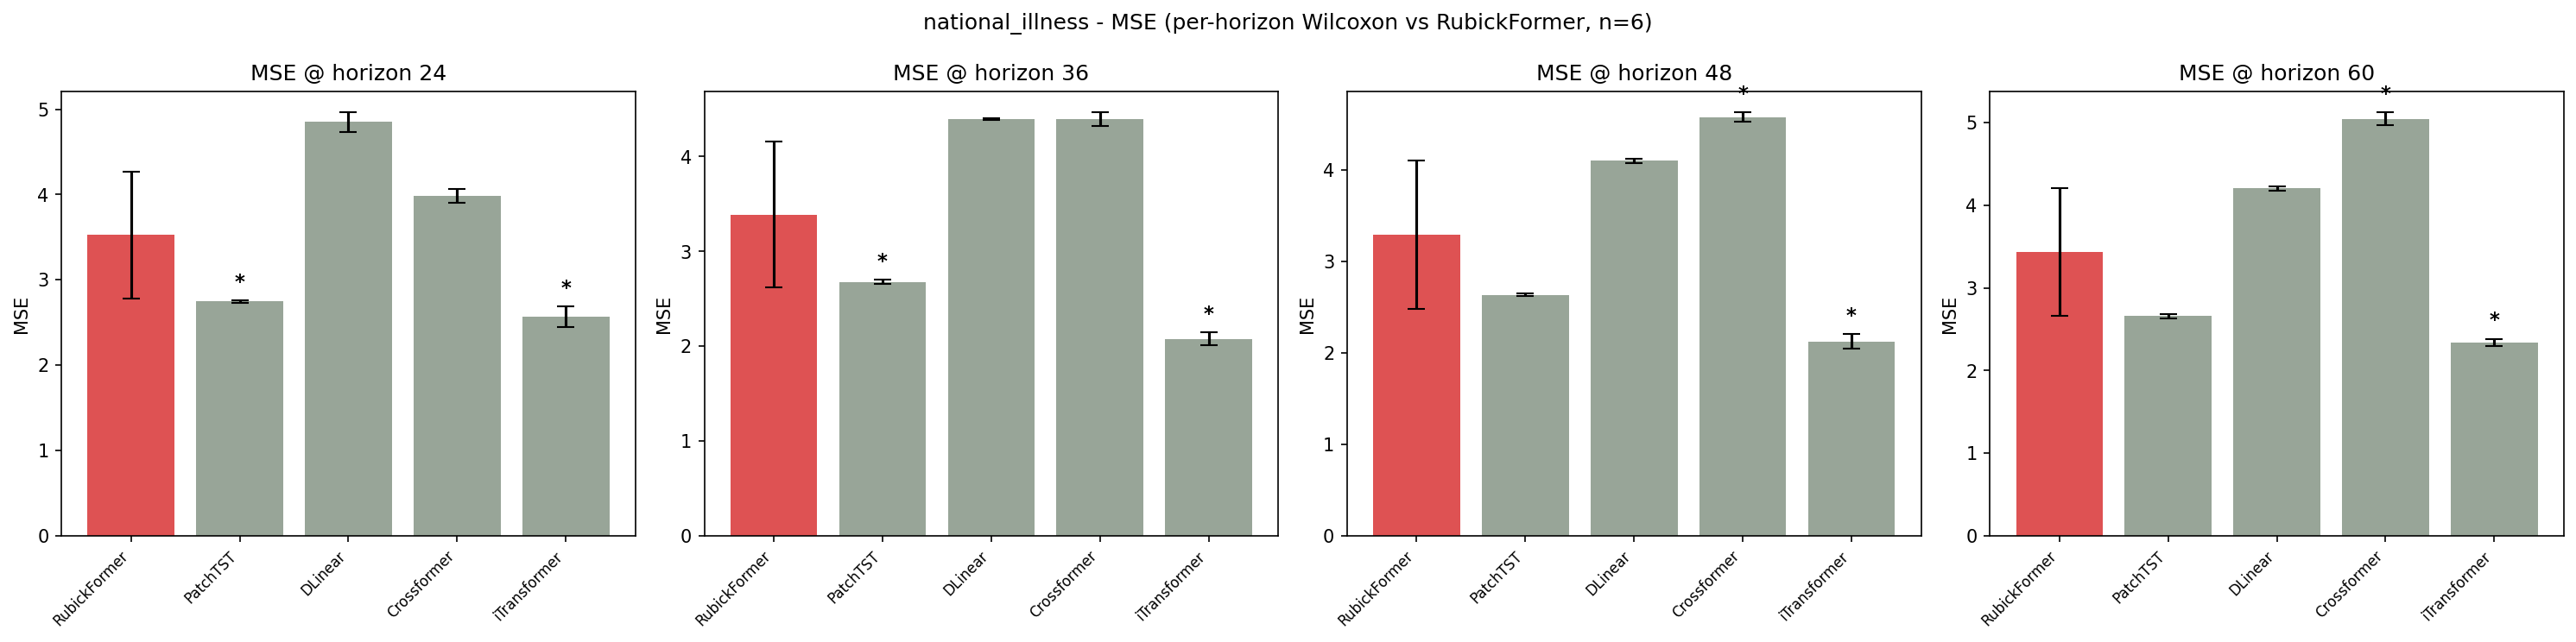 national_illness - MSE (per-horizon Wilcoxon vs RubickFormer, n=6)
MSE @ horizon 24
MSE
5
4
3
2
1
0
* *
RubickFormer PatchTST DLinear Crossformer iTransformer
MSE @ horizon 36
MSE
4
3
2
1
0
* *
RubickFormer PatchTST DLinear Crossformer iTransformer
MSE @ horizon 48
MSE
4
3
2
1
0
* *
RubickFormer PatchTST DLinear Crossformer iTransformer
MSE @ horizon 60
MSE
5
4
3
2
1
0
* *
RubickFormer PatchTST DLinear Crossformer iTransformer